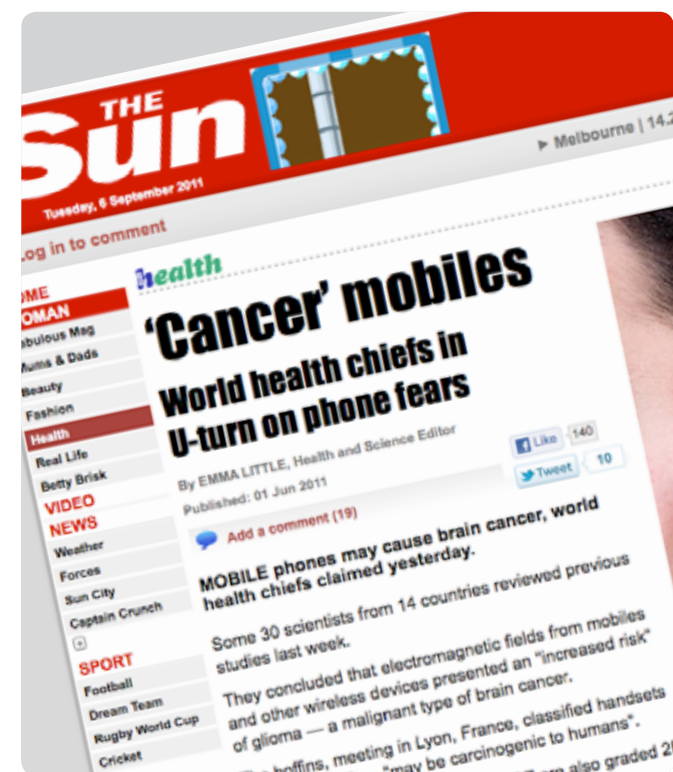 THE
Sun
Tuesday, 6 September 2011
Melbourne | 14.
Log in to comment
health
'Cancer' mobiles
World health chiefs in
U-turn on phone fears
By EMMA LITTLE, Health and Science Editor
Published: 01 Jun 2011
Like 140
Tweet 10
Add a comment (19)
MOBILE phones may cause brain cancer, world
health chiefs claimed yesterday.
Some 30 scientists from 14 countries reviewed previous
studies last week.
They concluded that electromagnetic fields from mobiles
and other wireless devices presented an "increased risk"
of glioma — a malignant type of brain cancer.
boffins, meeting in Lyon, France, classified handsets
"may be carcinogenic to humans".
also graded
OME
OMAN
abulous Mag
Mums & Dads
Beauty
Fashion
Health
Real Life
Betty Brisk
VIDEO
NEWS
Weather
Forces
Sun City
Captain Crunch
SPORT
Football
Dream Team
Rugby World Cup
Cricket